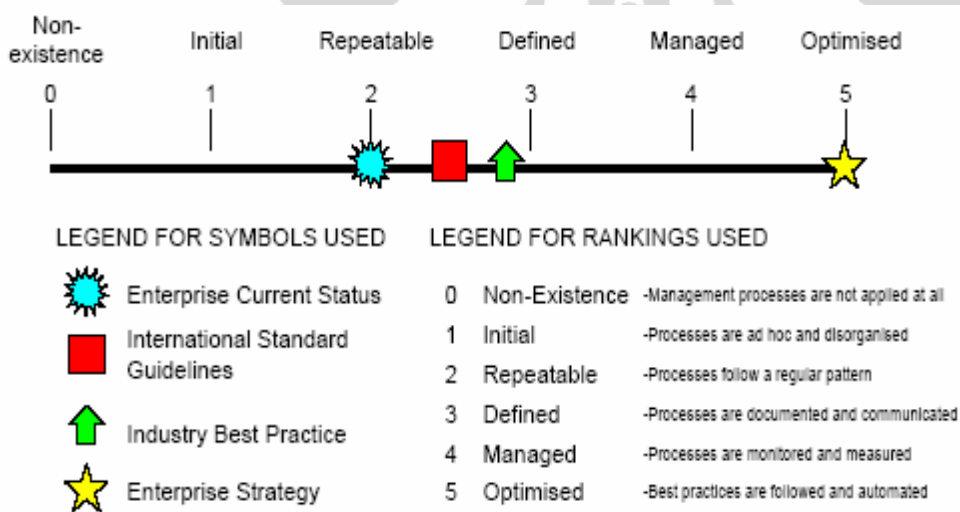 Non-
existence
Initial
Repeatable
Defined
Managed
Optimised
0
1
2
3
4
5
LEGEND FOR SYMBOLS USED
LEGEND FOR RANKINGS USED
Enterprise Current Status
International Standard
Guidelines
Industry Best Practice
Enterprise Strategy
0 Non-Existence -Management processes are not applied at all
1 Initial -Processes are ad hoc and disorganised
2 Repeatable -Processes follow a regular pattern
3 Defined -Processes are documented and communicated
4 Managed -Processes are monitored and measured
5 Optimised -Best practices are followed and automated